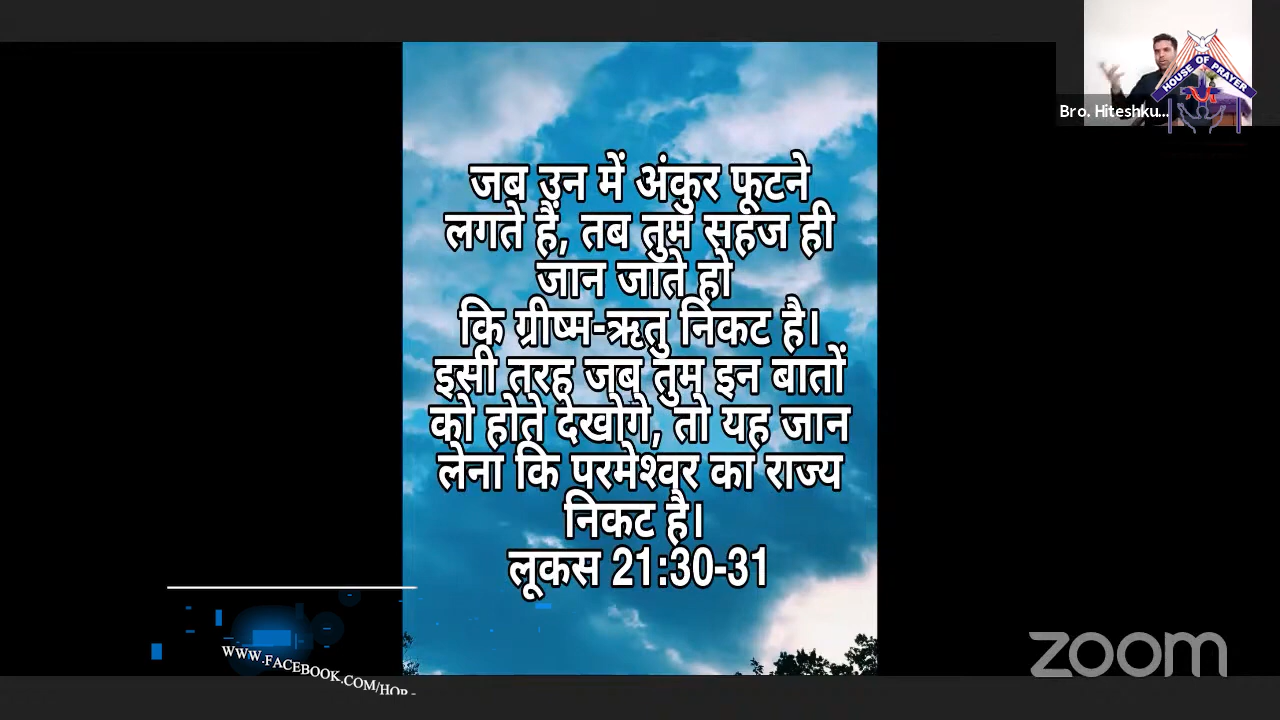 HOUSE OF PRAYER
Bro. Hiteshku...
जब उन में अंकुर फूटने
लगते हैं, तब तुम सहज ही
जान जाते हो
कि ग्रीष्म-ऋतु निकट है।
इसी तरह जब तुम इन बातों
को होते देखोगे, तो यह जान
लेना कि परमेश्वर का राज्य
निकट है।
लूकस 21:30-31
zoom